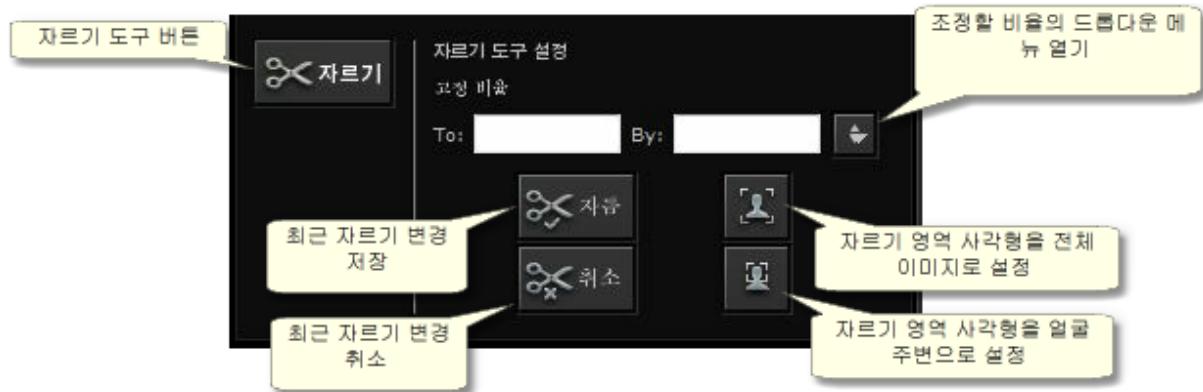 자르기 도구 버튼
자르기
자르기 도구 설정
고정 비율
To:
By:
조정할 비율의 드롭다운 메
뉴 열기
자름
취소
최근 자르기 변경
저장
최근 자르기 변경
취소
자르기 영역 사각형을 전체
이미지로 설정
자르기 영역 사각형을 얼굴
주변으로 설정